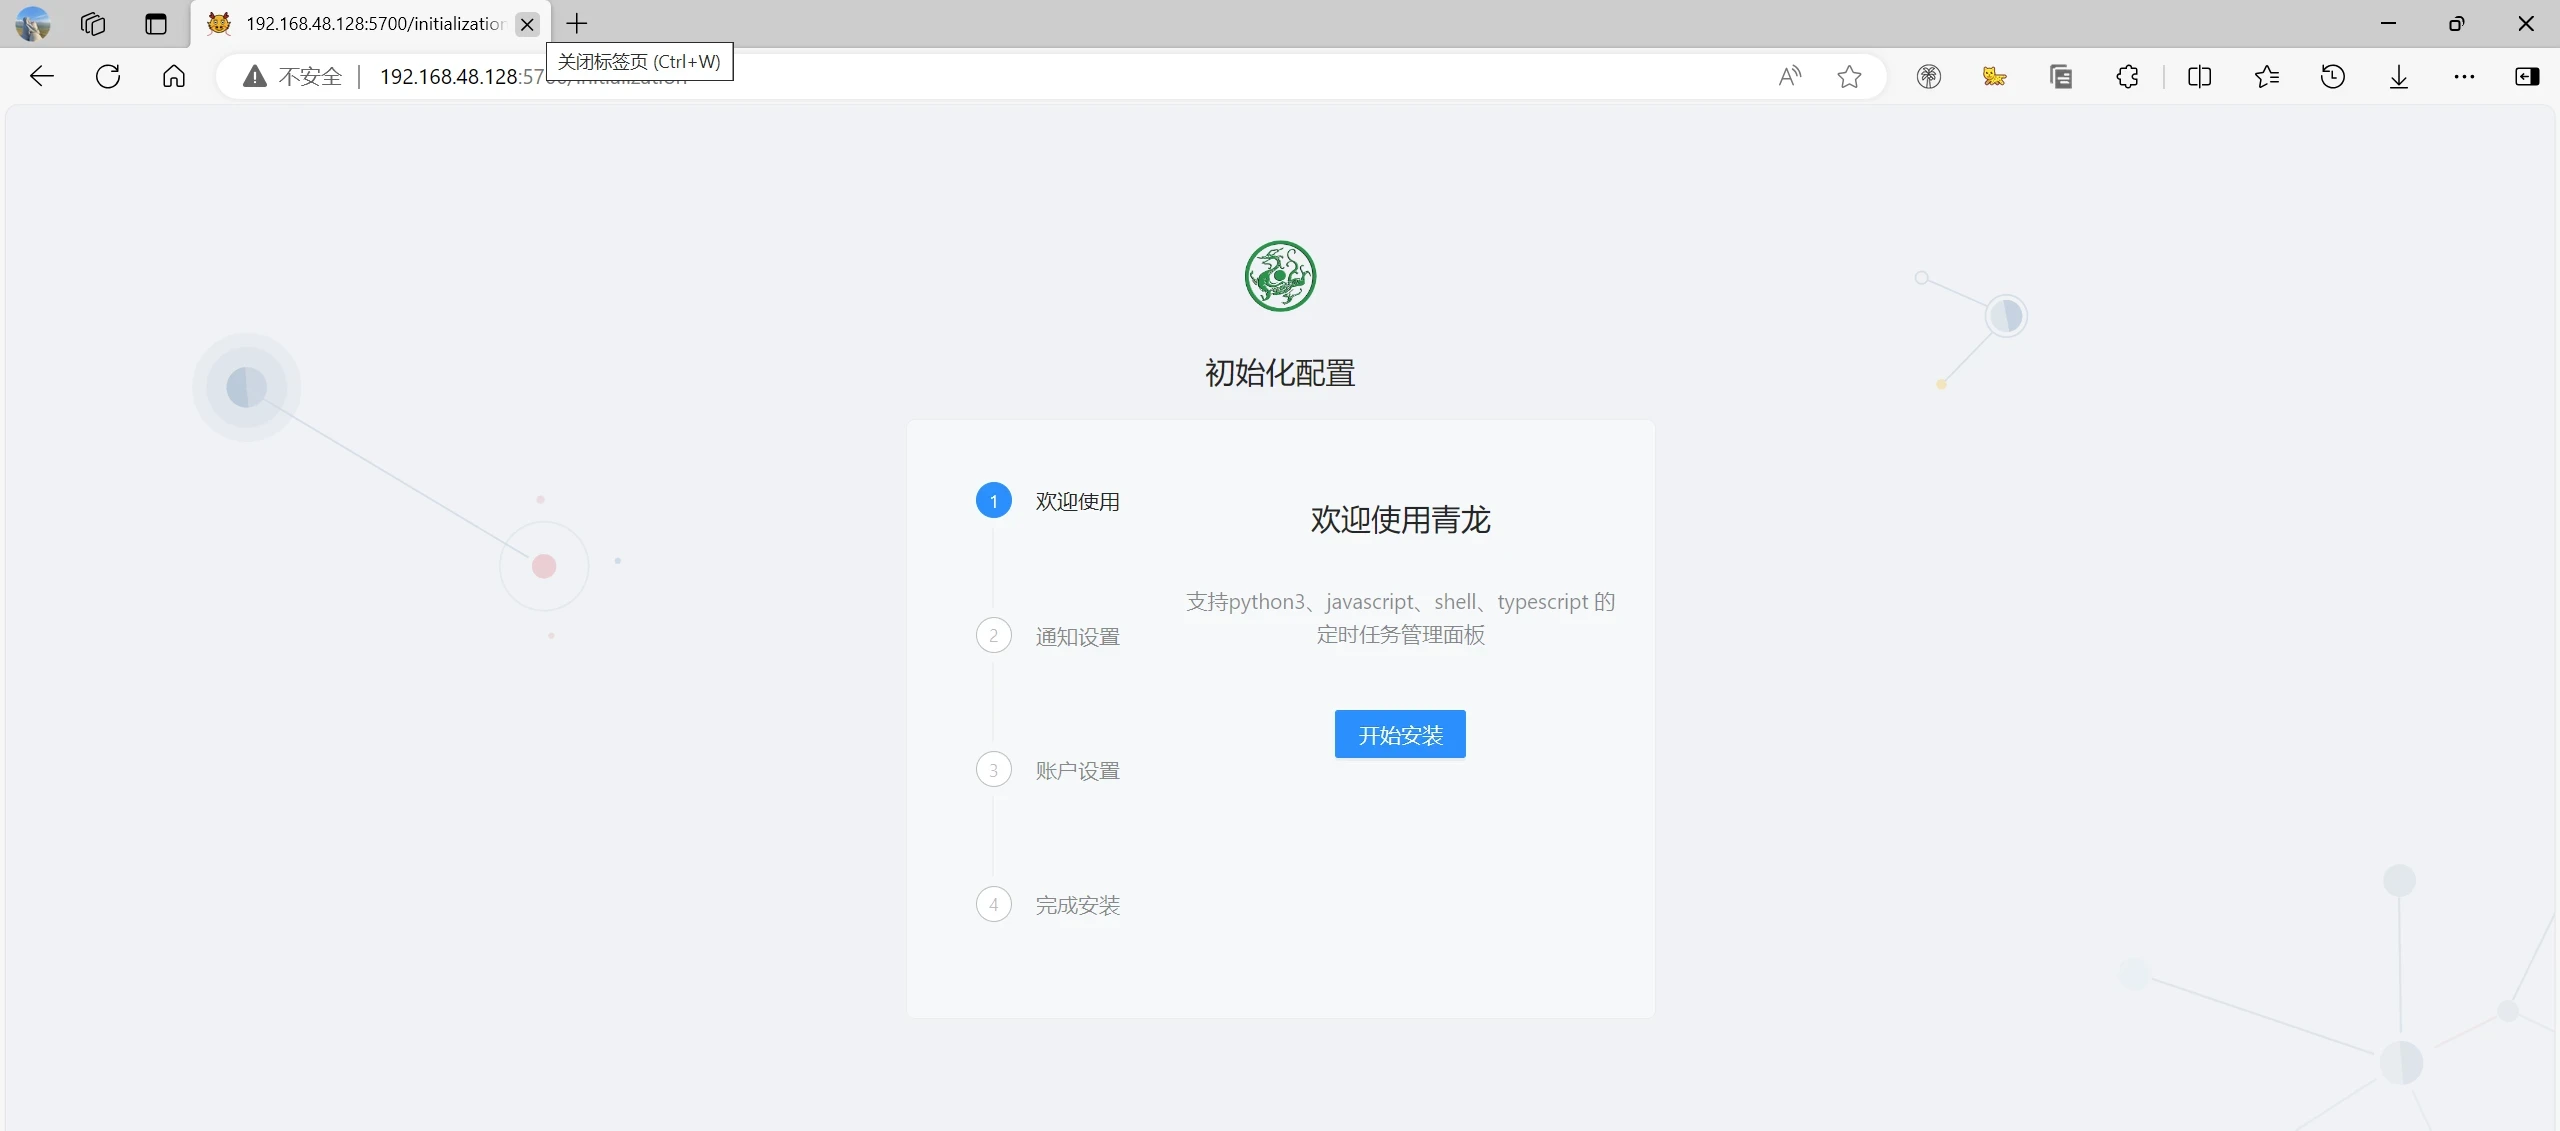 192.168.48.128:5700/initialization
关闭标签页 (Ctrl+W)
不安全
192.168.48.128:5700/initialization
初始化配置
1 欢迎使用
2 通知设置
3 账户设置
4 完成安装
欢迎使用青龙
支持python3、javascript、shell、typescript 的
定时任务管理面板
开始安装